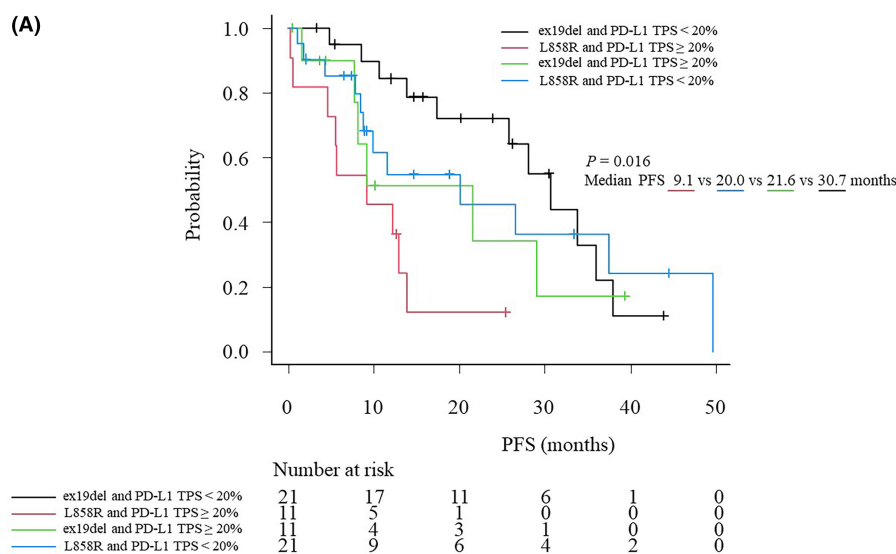 (A)
ex19del and PD-L1 TPS < 20%
L858R and PD-L1 TPS ≥ 20%
ex19del and PD-L1 TPS ≥ 20%
L858R and PD-L1 TPS < 20%
P = 0.016
Median PFS 9.1 vs 20.0 vs 21.6 vs 30.7 months
Probability
1.0
0.8
0.6
0.4
0.2
0.0
0 10 20 30 40 50
PFS (months)
Number at risk
ex19del and PD-L1 TPS < 20% 21 17 11 6 1 0
L858R and PD-L1 TPS ≥ 20% 11 5 1 0 0 0
ex19del and PD-L1 TPS ≥ 20% 11 4 3 1 0 0
L858R and PD-L1 TPS < 20% 21 9 6 4 2 0